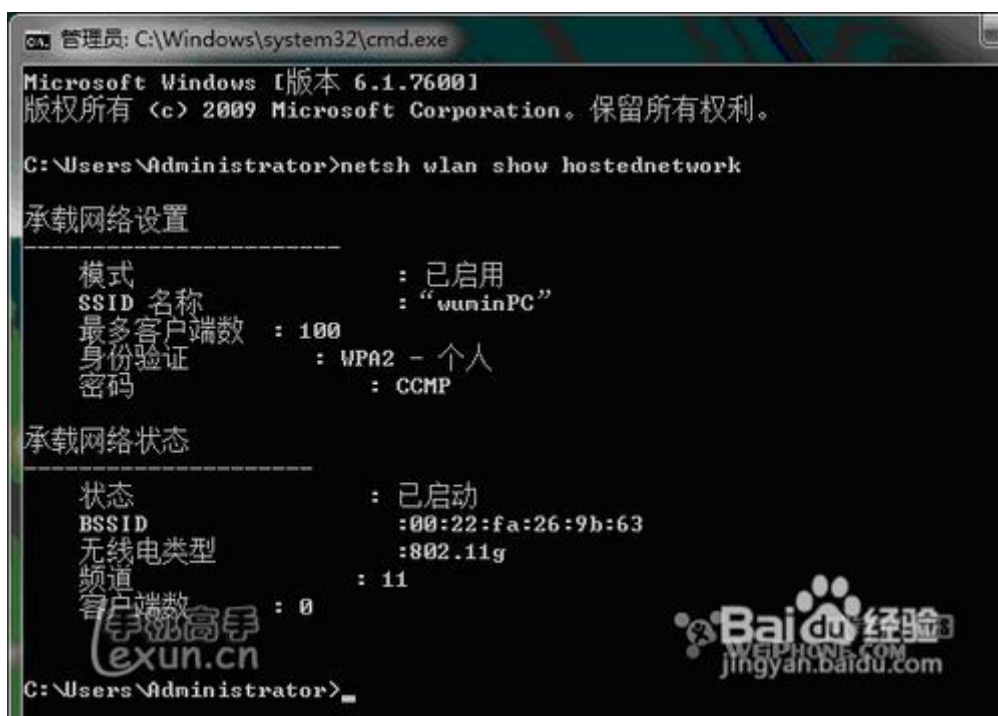 管理员: C:\Windows\system32\cmd.exe
Microsoft Windows [版本 6.1.7600]
版权所有 (c) 2009 Microsoft Corporation。保留所有权利。
C:\Users\Administrator>netsh wlan show hostednetwork
承载网络设置
-----------------------
模式 : 已启用
SSID 名称 : “wuminPC”
最多客户端数 : 100
身份验证 : WPA2 - 个人
密码 : CCMP
承载网络状态
---------------------
状态 : 已启动
BSSID :00:22:fa:26:9b:63
无线电类型 :802.11g
频道 : 11
客户端数 : 0
手机高手
exun.cn
Baidu 经验
WEIPHONE.COM
jingyan.baidu.com
C:\Users\Administrator>_